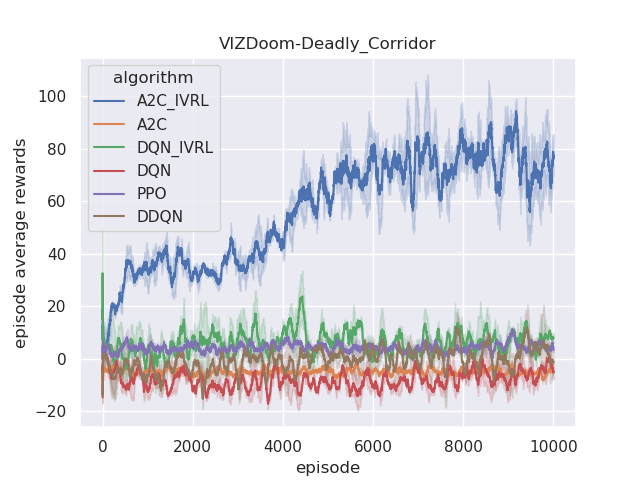 VIZDoom-Deadly_Corridor
algorithm
A2C_IVRL
A2C
DQN_IVRL
DQN
PPO
DDQN
episode average rewards
100
80
60
40
20
0
−20
0
2000
4000
6000
8000
10000
episode